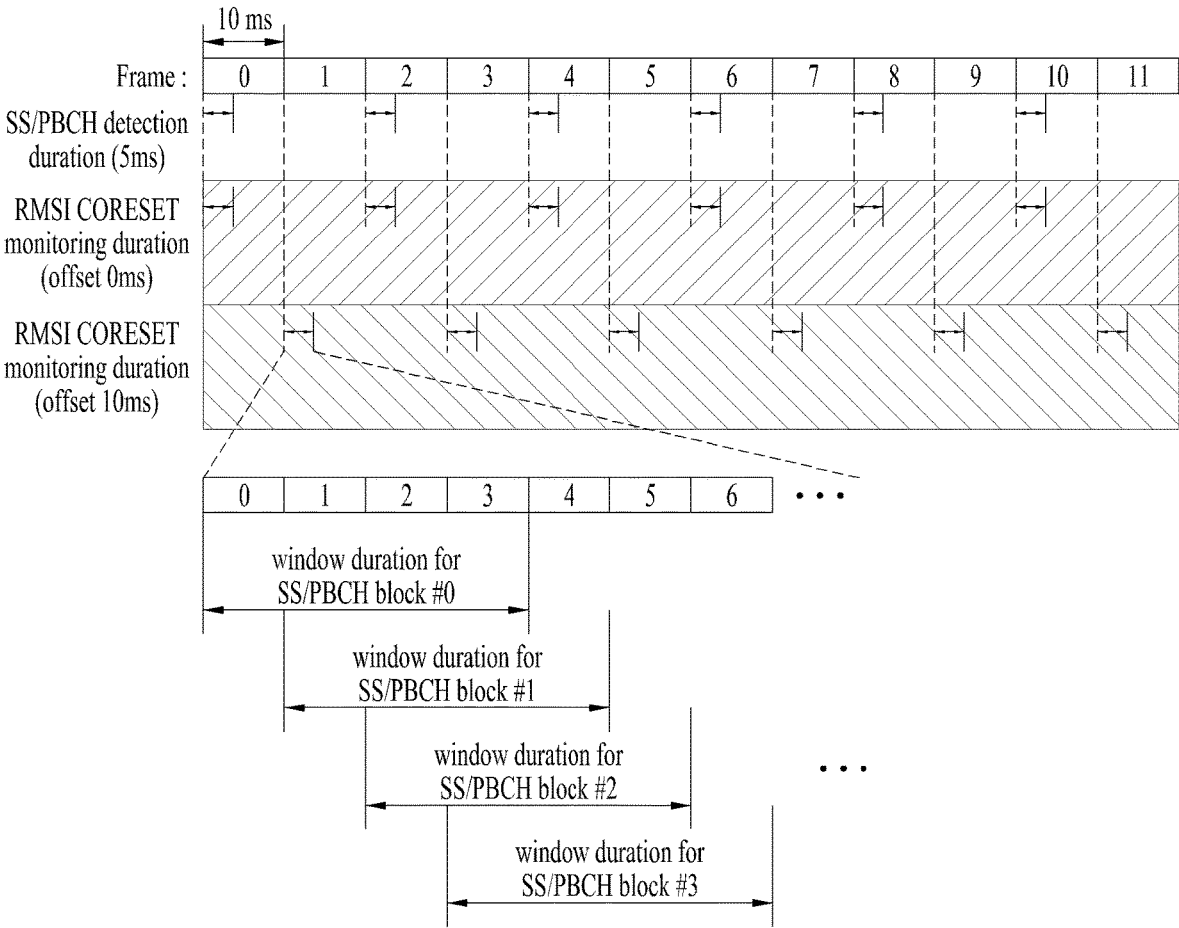 10 ms
Frame : 0 1 2 3 4 5 6 7 8 9 10 11
SS/PBCH detection
duration (5ms)
RMSI CORESET
monitoring duration
(offset 0ms)
RMSI CORESET
monitoring duration
(offset 10ms)
0 1 2 3 4 5 6 • • •
window duration for
SS/PBCH block #0
window duration for
SS/PBCH block #1
window duration for
SS/PBCH block #2
• • •
window duration for
SS/PBCH block #3